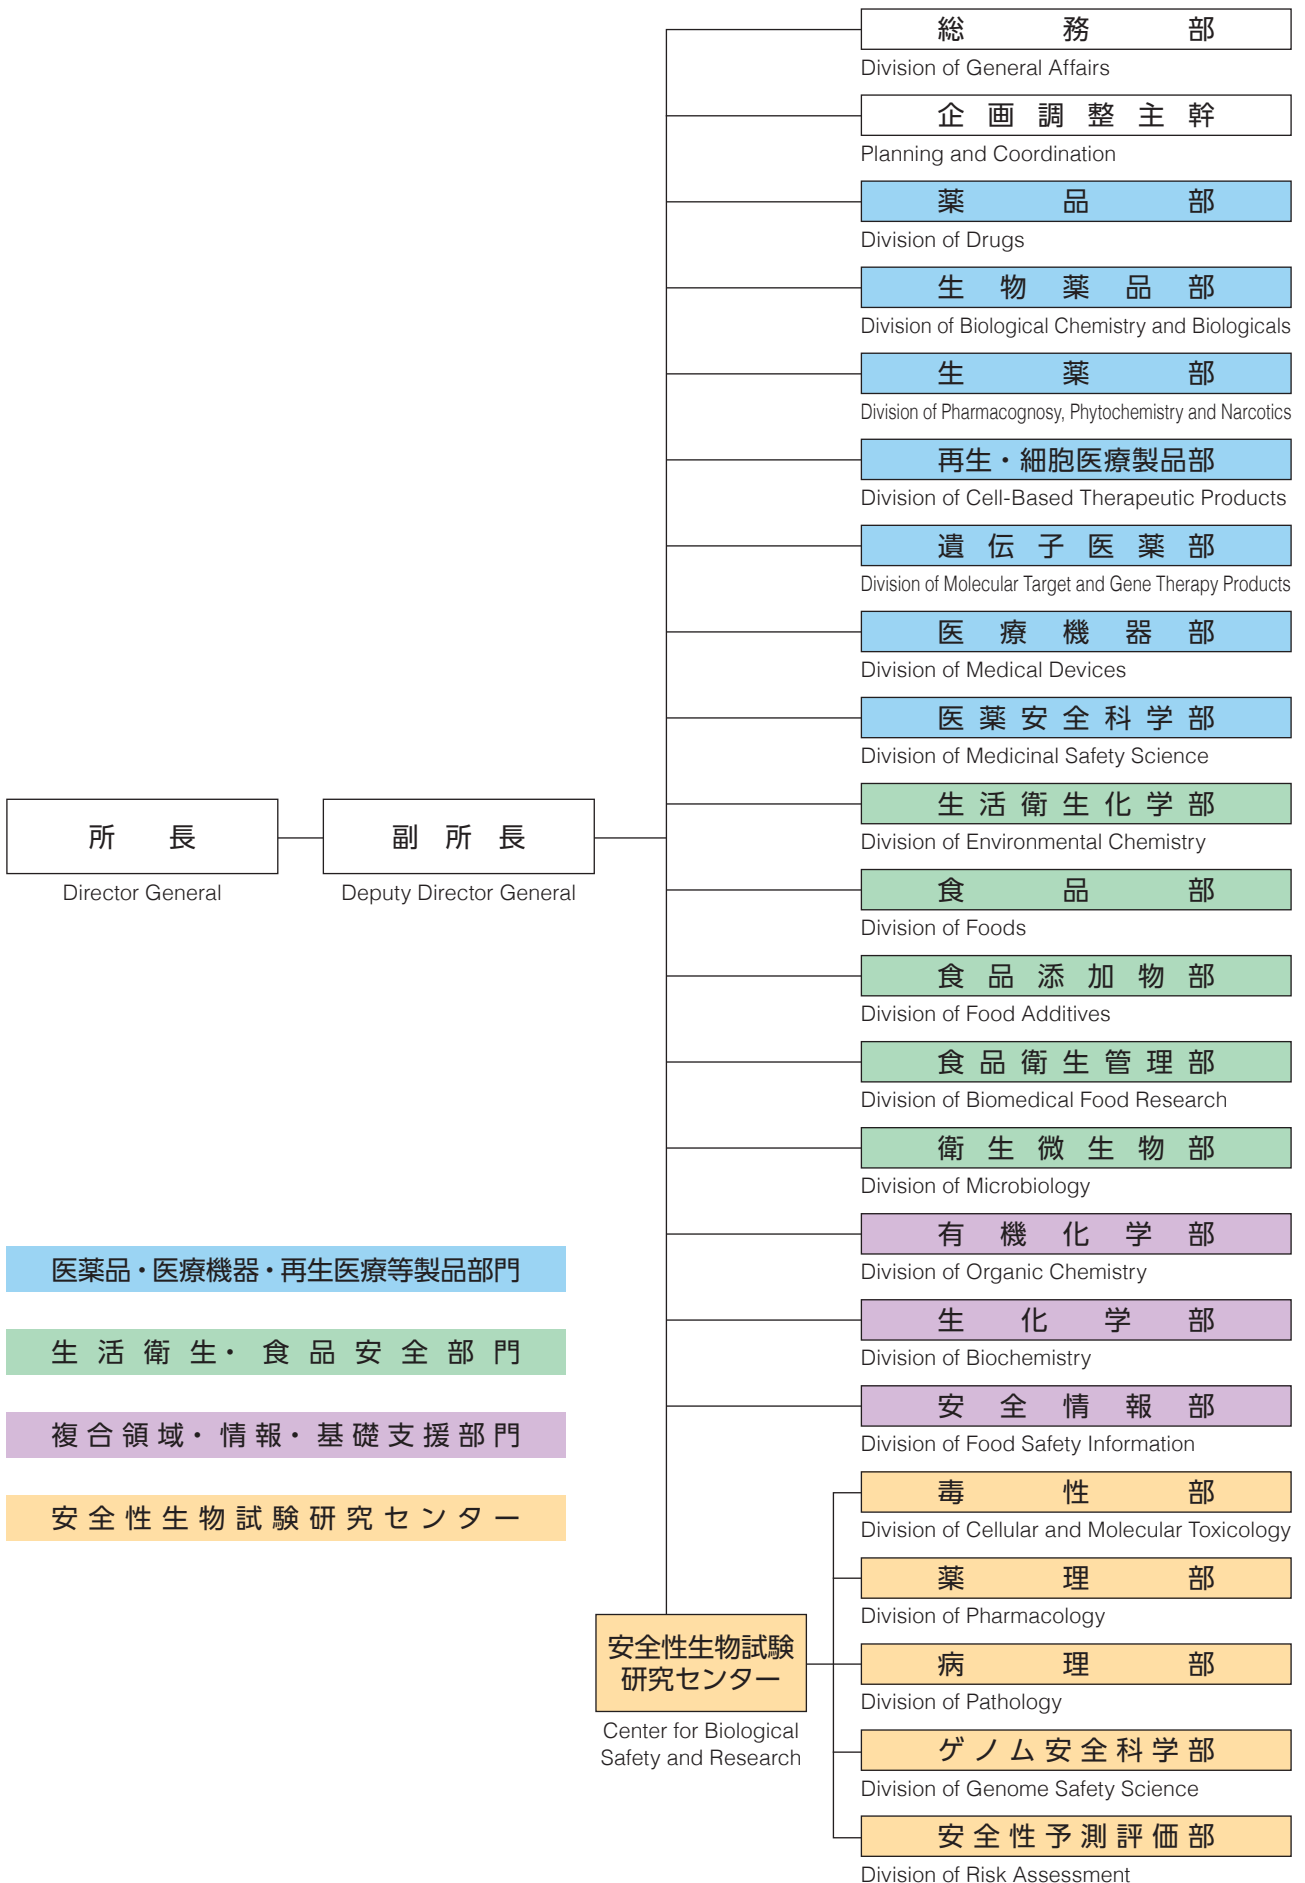 総務部
Division of General Affairs
企画調整主幹
Planning and Coordination
薬品部
Division of Drugs
生物薬品部
Division of Biological Chemistry and Biologicals
生薬部
Division of Pharmacognosy, Phytochemistry and Narcotics
再生・細胞医療製品部
Division of Cell-Based Therapeutic Products
遺伝子医薬部
Division of Molecular Target and Gene Therapy Products
医療機器部
Division of Medical Devices
医薬安全科学部
Division of Medicinal Safety Science
生活衛生化学部
Division of Environmental Chemistry
所長
Director General
副所長
Deputy Director General
食品部
Division of Foods
食品添加物部
Division of Food Additives
食品衛生管理部
Division of Biomedical Food Research
衛生微生物部
Division of Microbiology
有機化学部
Division of Organic Chemistry
生化学部
Division of Biochemistry
安全情報部
Division of Food Safety Information
医薬品・医療機器・再生医療等製品部門
生活衛生・食品安全部門
複合領域・情報・基礎支援部門
安全性生物試験研究センター
毒性部
Division of Cellular and Molecular Toxicology
薬理部
Division of Pharmacology
安全性生物試験
研究センター
Center for Biological
Safety and Research
病理部
Division of Pathology
ゲノム安全科学部
Division of Genome Safety Science
安全性予測評価部
Division of Risk Assessment